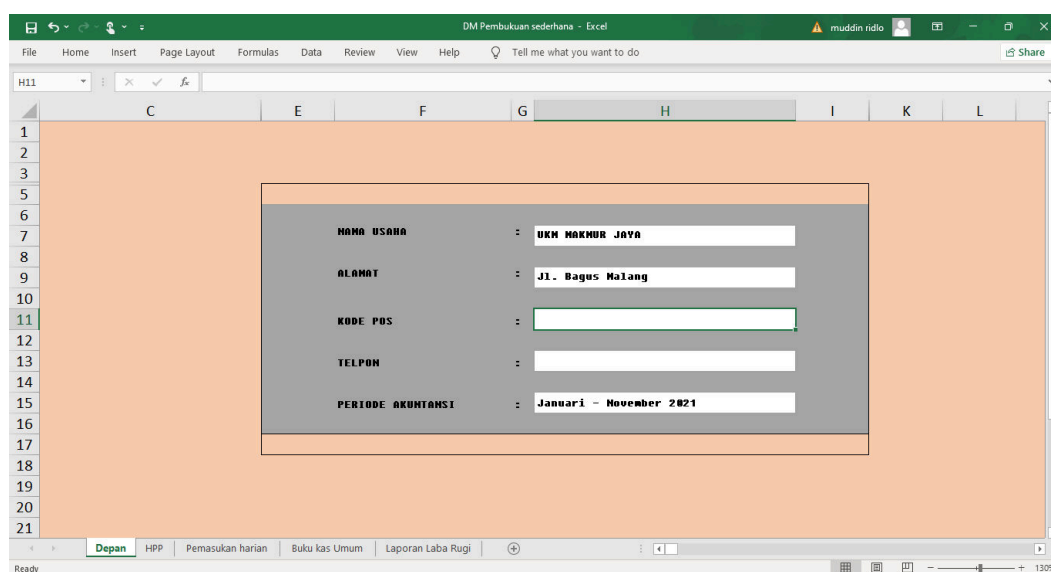 DM Pembukuan sederhana - Excel
muddin ridlo
File Home Insert Page Layout Formulas Data Review View Help Tell me what you want to do Share
H11 fx
C E F G H I K L
1
2
3
5
6
7 NAMA USAHA : UKM MAKMUR JAYA
8
9 ALAMAT : Jl. Bagus Malang
10
11 KODE POS :
12
13 TELPON :
14
15 PERIODE AKUNTANSI : Januari - November 2021
16
17
18
19
20
21
Depan HPP Pemasukan harian Buku kas Umum Laporan Laba Rugi
Ready 130%